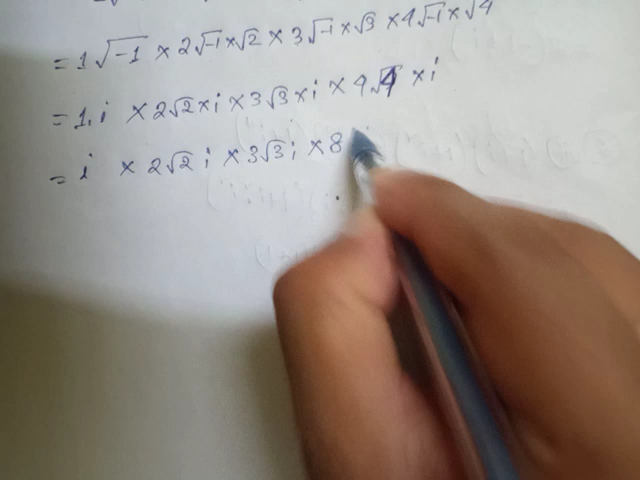 = 1√-1 × 2√-1×√2 × 3√-1×√3 × 4√-1×√4
= 1.i × 2√2×i × 3√3×i × 4√4 ×i
= i × 2√2 i × 3√3 i × 8